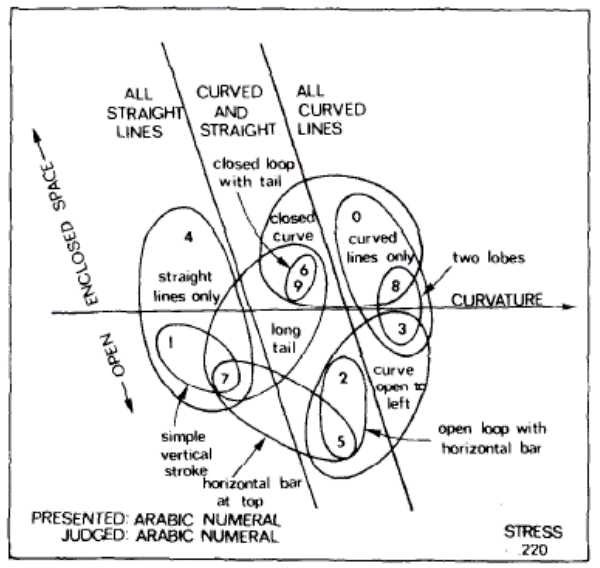 ALL
STRAIGHT
LINES
CURVED
AND
STRAIGHT
ALL
CURVED
LINES
closed loop
with tail
ENCLOSED SPACE
OPEN
4
straight
lines only
closed
curve
6
9
0
curved
lines only
8
two lobes
CURVATURE
3
1
long
tail
7
2
curve
open to
left
5
simple
vertical
stroke
horizontal bar
at top
open loop with
horizontal bar
PRESENTED: ARABIC NUMERAL
JUDGED: ARABIC NUMERAL
STRESS
.220